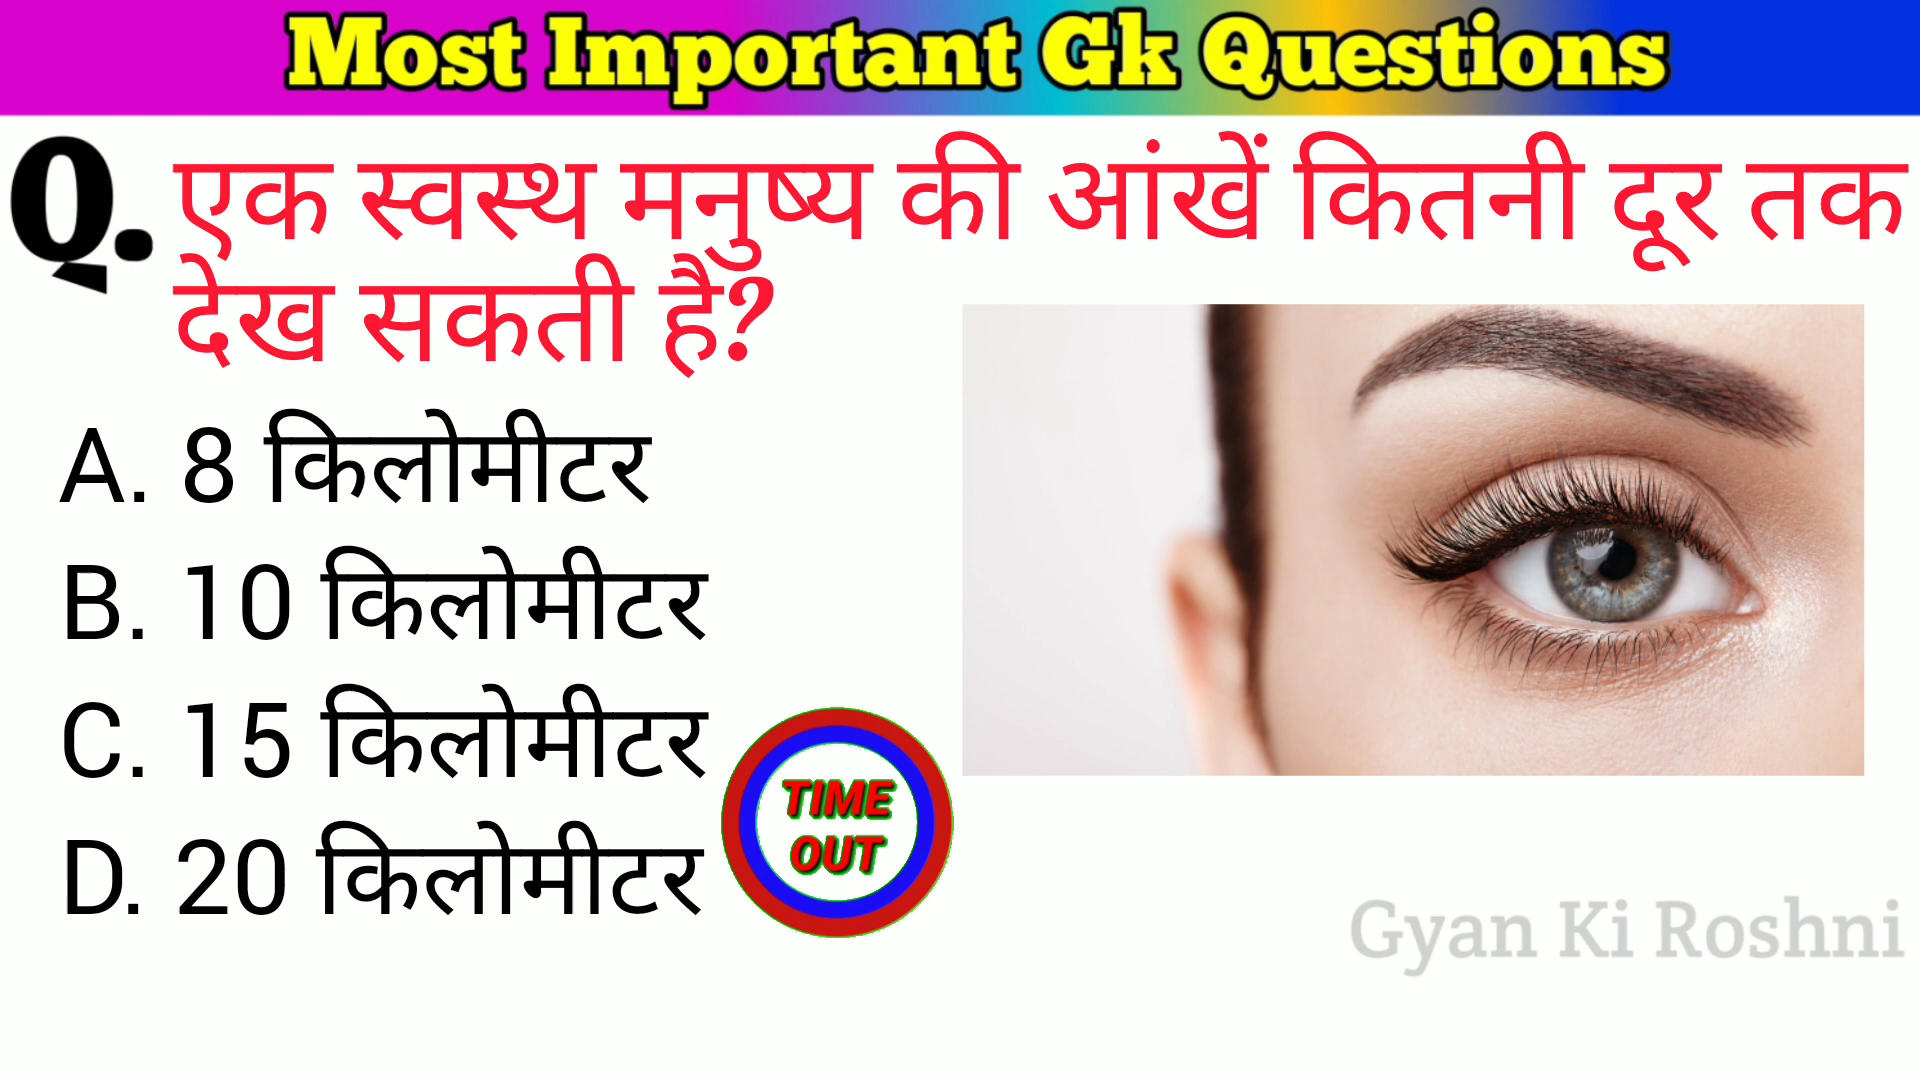 Most Important Gk Questions
Q. एक स्वस्थ मनुष्य की आंखें कितनी दूर तक
देख सकती है?
A. 8 किलोमीटर
B. 10 किलोमीटर
C. 15 किलोमीटर
D. 20 किलोमीटर
TIME
OUT
Gyan Ki Roshni